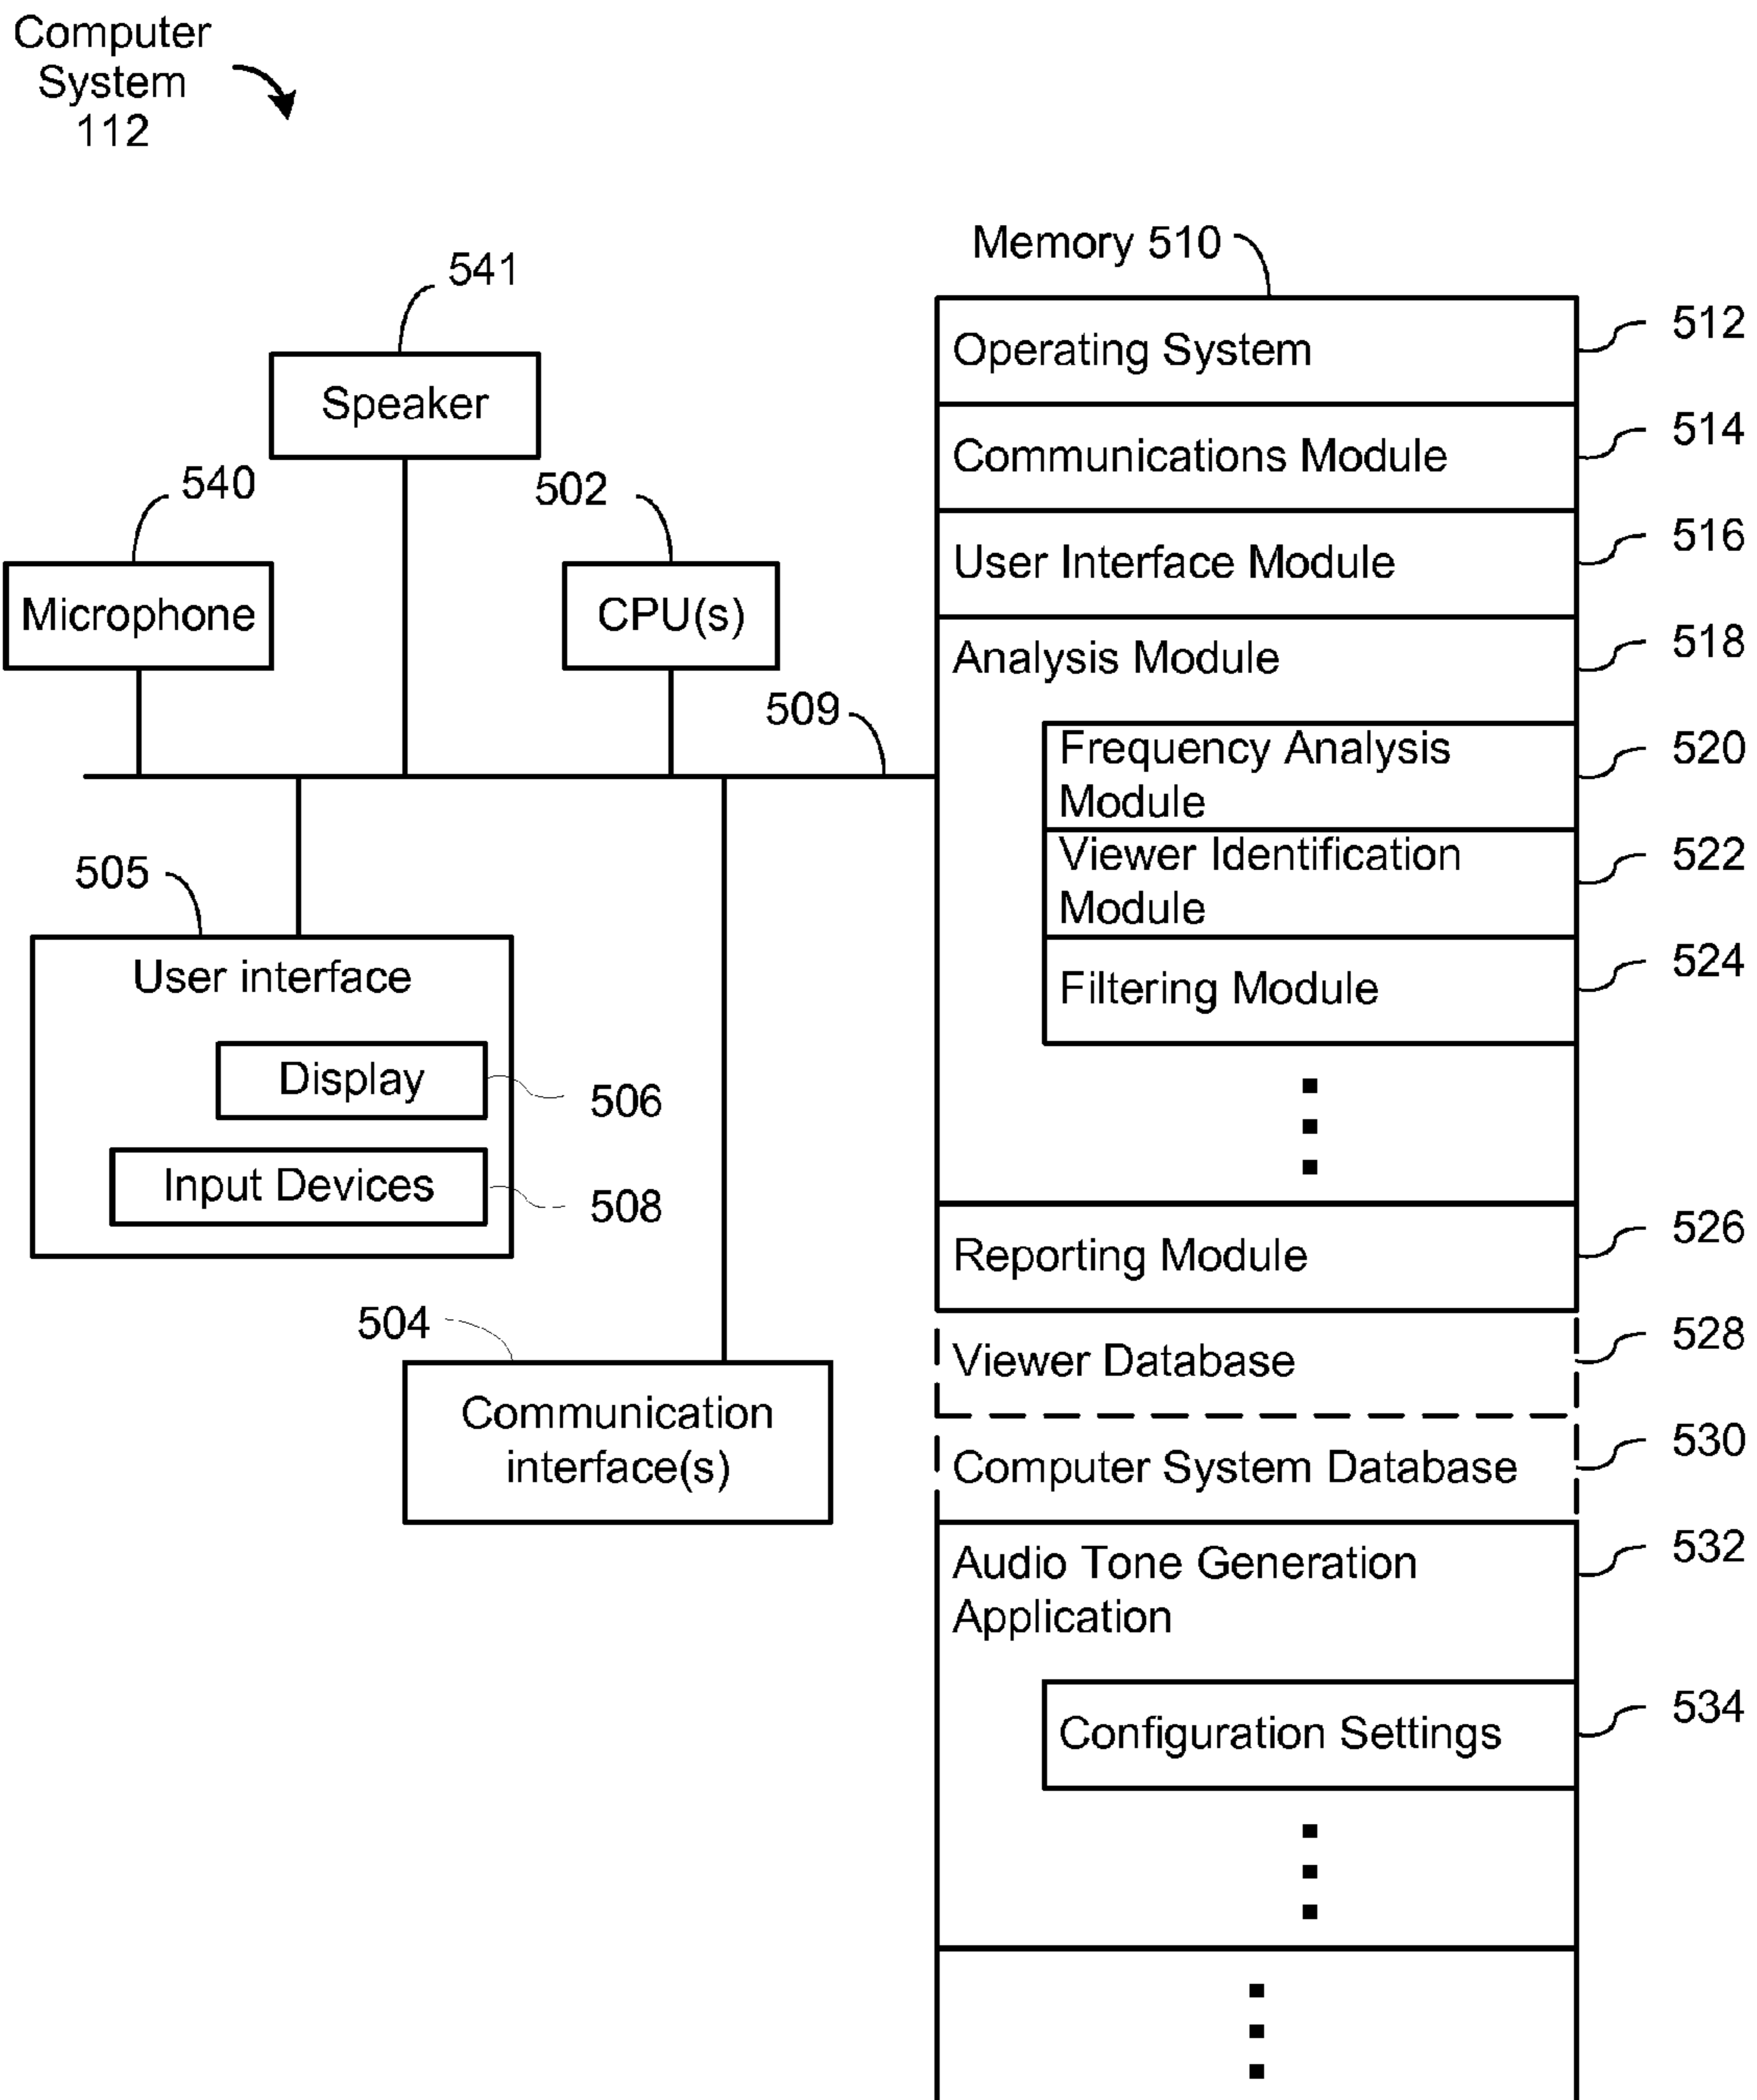 Computer
System
112
541
Speaker
540
Microphone
502
CPU(s)
509
505
User interface
Display
506
Input Devices
508
504
Communication
interface(s)
Memory 510
Operating System
512
Communications Module
514
User Interface Module
516
Analysis Module
518
Frequency Analysis
Module
520
Viewer Identification
Module
522
Filtering Module
524
Reporting Module
526
Viewer Database
528
Computer System Database
530
Audio Tone Generation
Application
532
Configuration Settings
534